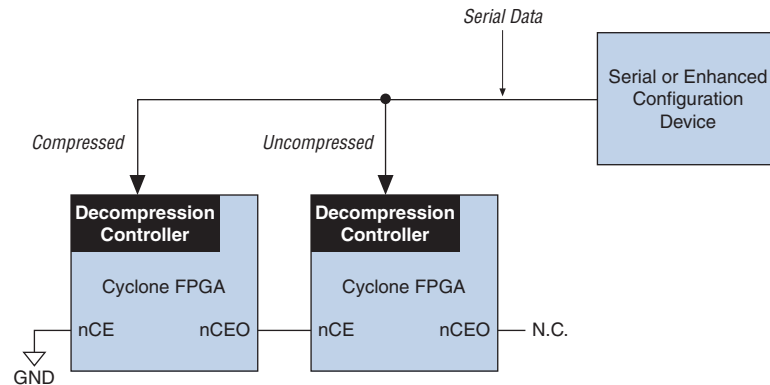 Serial Data
Serial or Enhanced
Configuration
Device
Compressed
Uncompressed
Decompression
Controller
Decompression
Controller
Cyclone FPGA
Cyclone FPGA
nCE
nCEO
nCE
nCEO
N.C.
GND